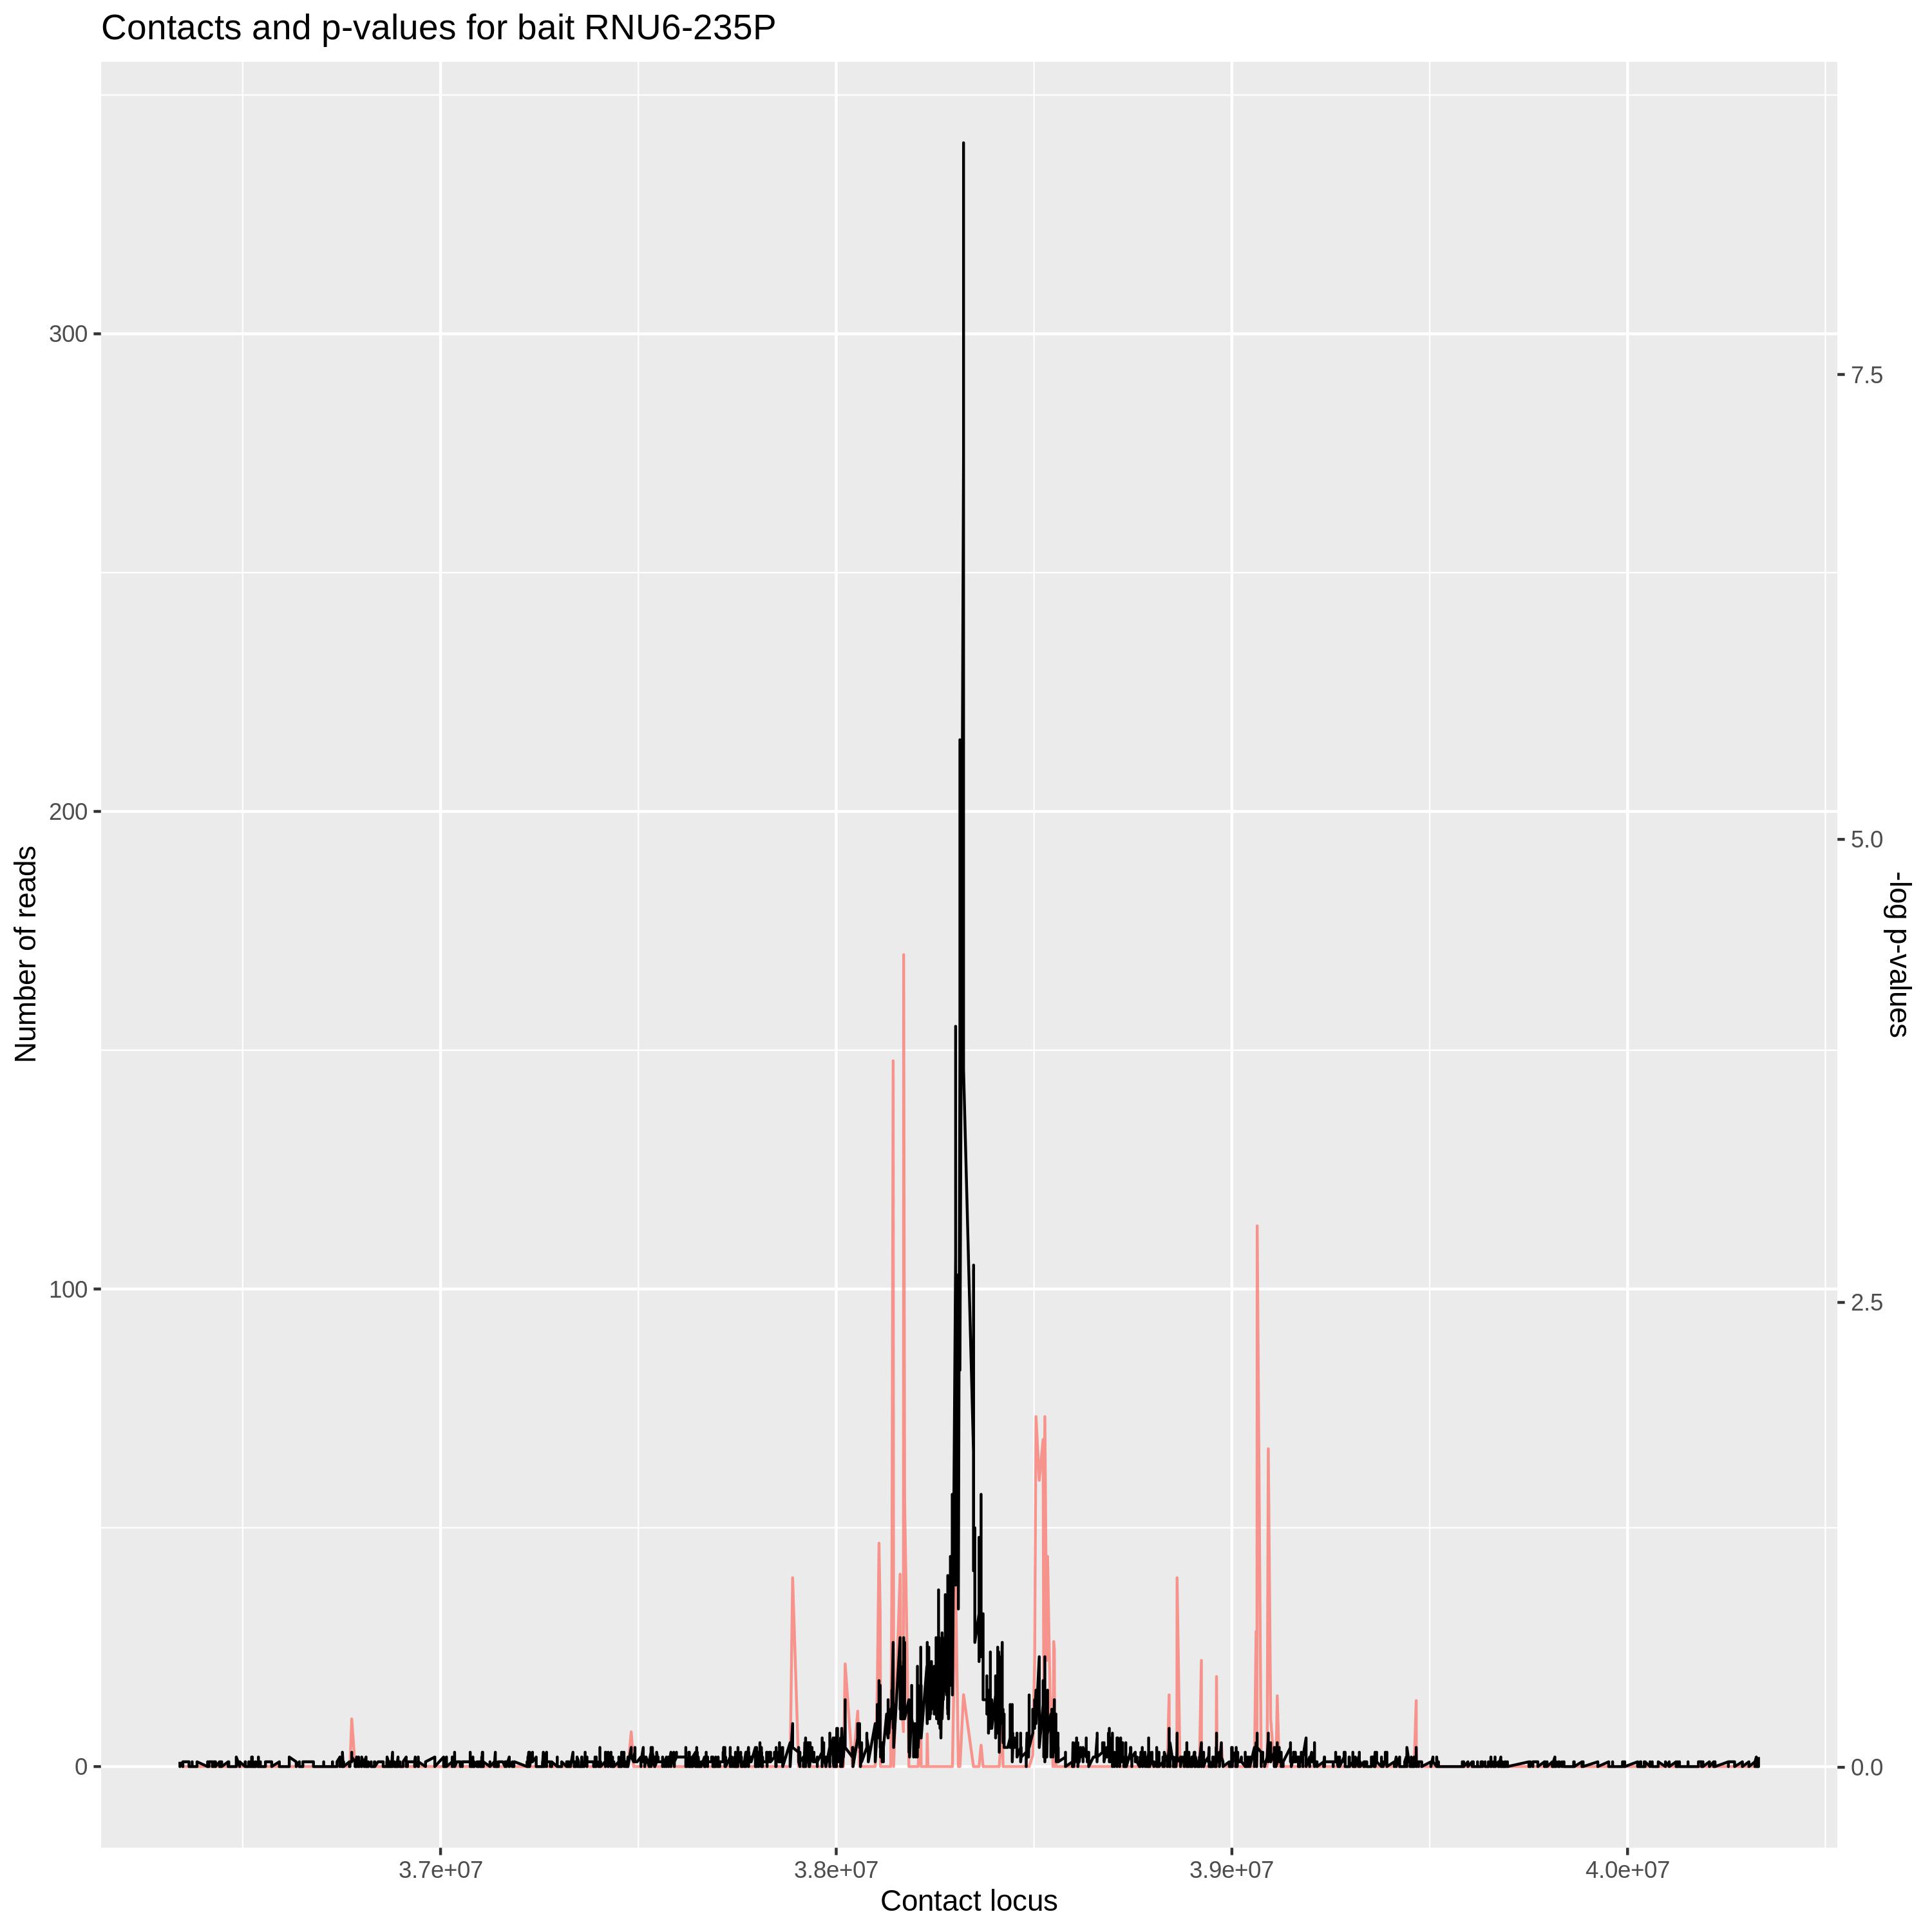 Contacts and p-values for bait RNU6-235P
300
200
100
0
Number of reads
7.5
5.0
2.5
0.0
-log p-values
3.7e+07
3.8e+07
3.9e+07
4.0e+07
Contact locus